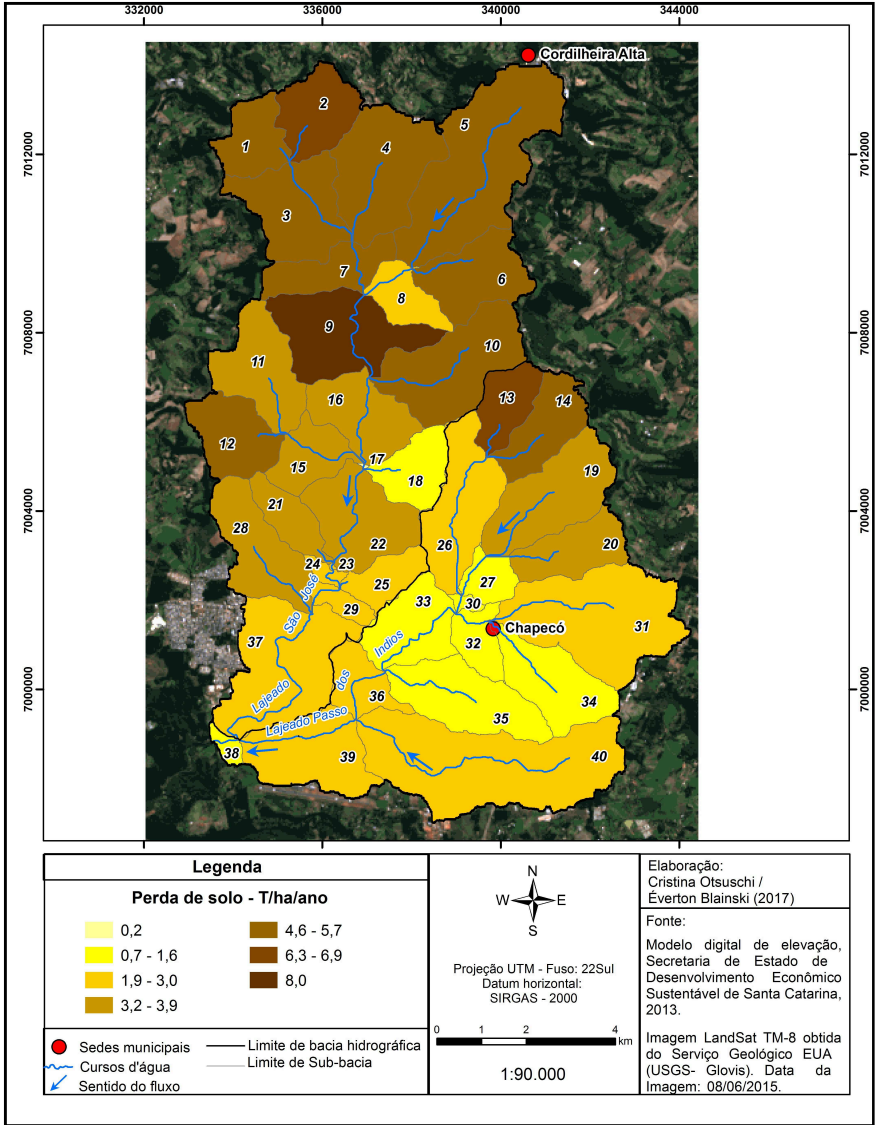 332000 336000 340000 344000
Cordilheira Alta
7012000
7012000
7008000
7008000
7004000
7004000
7000000
7000000
1
2
3
4
5
6
7
8
9
10
11
12
13
14
15
16
17
18
19
20
21
22
23
24
25
26
27
28
29
30
31
32
33
34
35
36
37
38
39
40
Chapecó
Lajeado São José
Lajeado Passo dos Indios
Legenda
Perda de solo - T/ha/ano
0,2
0,7 - 1,6
1,9 - 3,0
3,2 - 3,9
4,6 - 5,7
6,3 - 6,9
8,0
Sedes municipais
Cursos d'água
Sentido do fluxo
Limite de bacia hidrográfica
Limite de Sub-bacia
N
W E
S
Projeção UTM - Fuso: 22Sul
Datum horizontal:
SIRGAS - 2000
0 1 2 4
km
1:90.000
Elaboração:
Cristina Otsuschi /
Éverton Blainski (2017)
Fonte:
Modelo digital de elevação,
Secretaria de Estado de
Desenvolvimento Econômico
Sustentável de Santa Catarina,
2013.
Imagem LandSat TM-8 obtida
do Serviço Geológico EUA
(USGS- Glovis). Data da
Imagem: 08/06/2015.